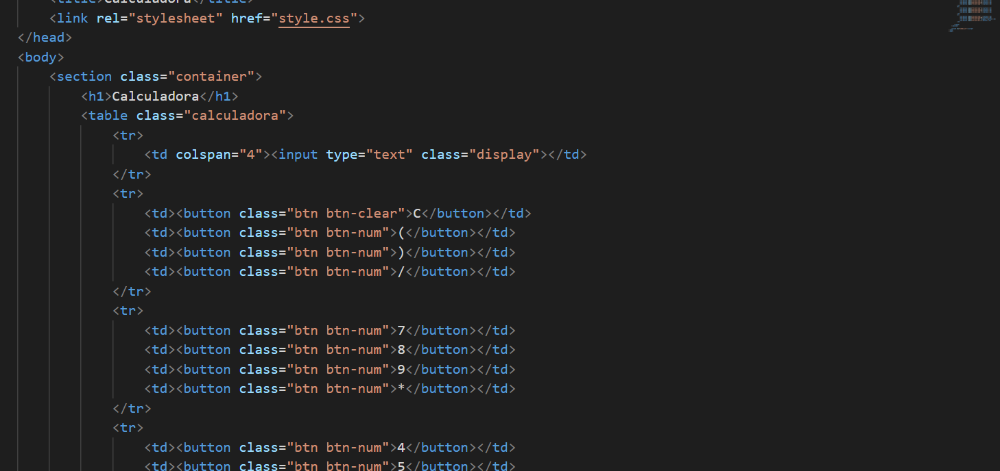 <title>Calculadora</title>
<link rel="stylesheet" href="style.css">
</head>
<body>
<section class="container">
<h1>Calculadora</h1>
<table class="calculadora">
<tr>
<td colspan="4"><input type="text" class="display"></td>
</tr>
<tr>
<td><button class="btn btn-clear">C</button></td>
<td><button class="btn btn-num">(</button></td>
<td><button class="btn btn-num">)</button></td>
<td><button class="btn btn-num">/</button></td>
</tr>
<tr>
<td><button class="btn btn-num">7</button></td>
<td><button class="btn btn-num">8</button></td>
<td><button class="btn btn-num">9</button></td>
<td><button class="btn btn-num">*</button></td>
</tr>
<tr>
<td><button class="btn btn-num">4</button></td>
<td><button class="btn btn-num">5</button></td>